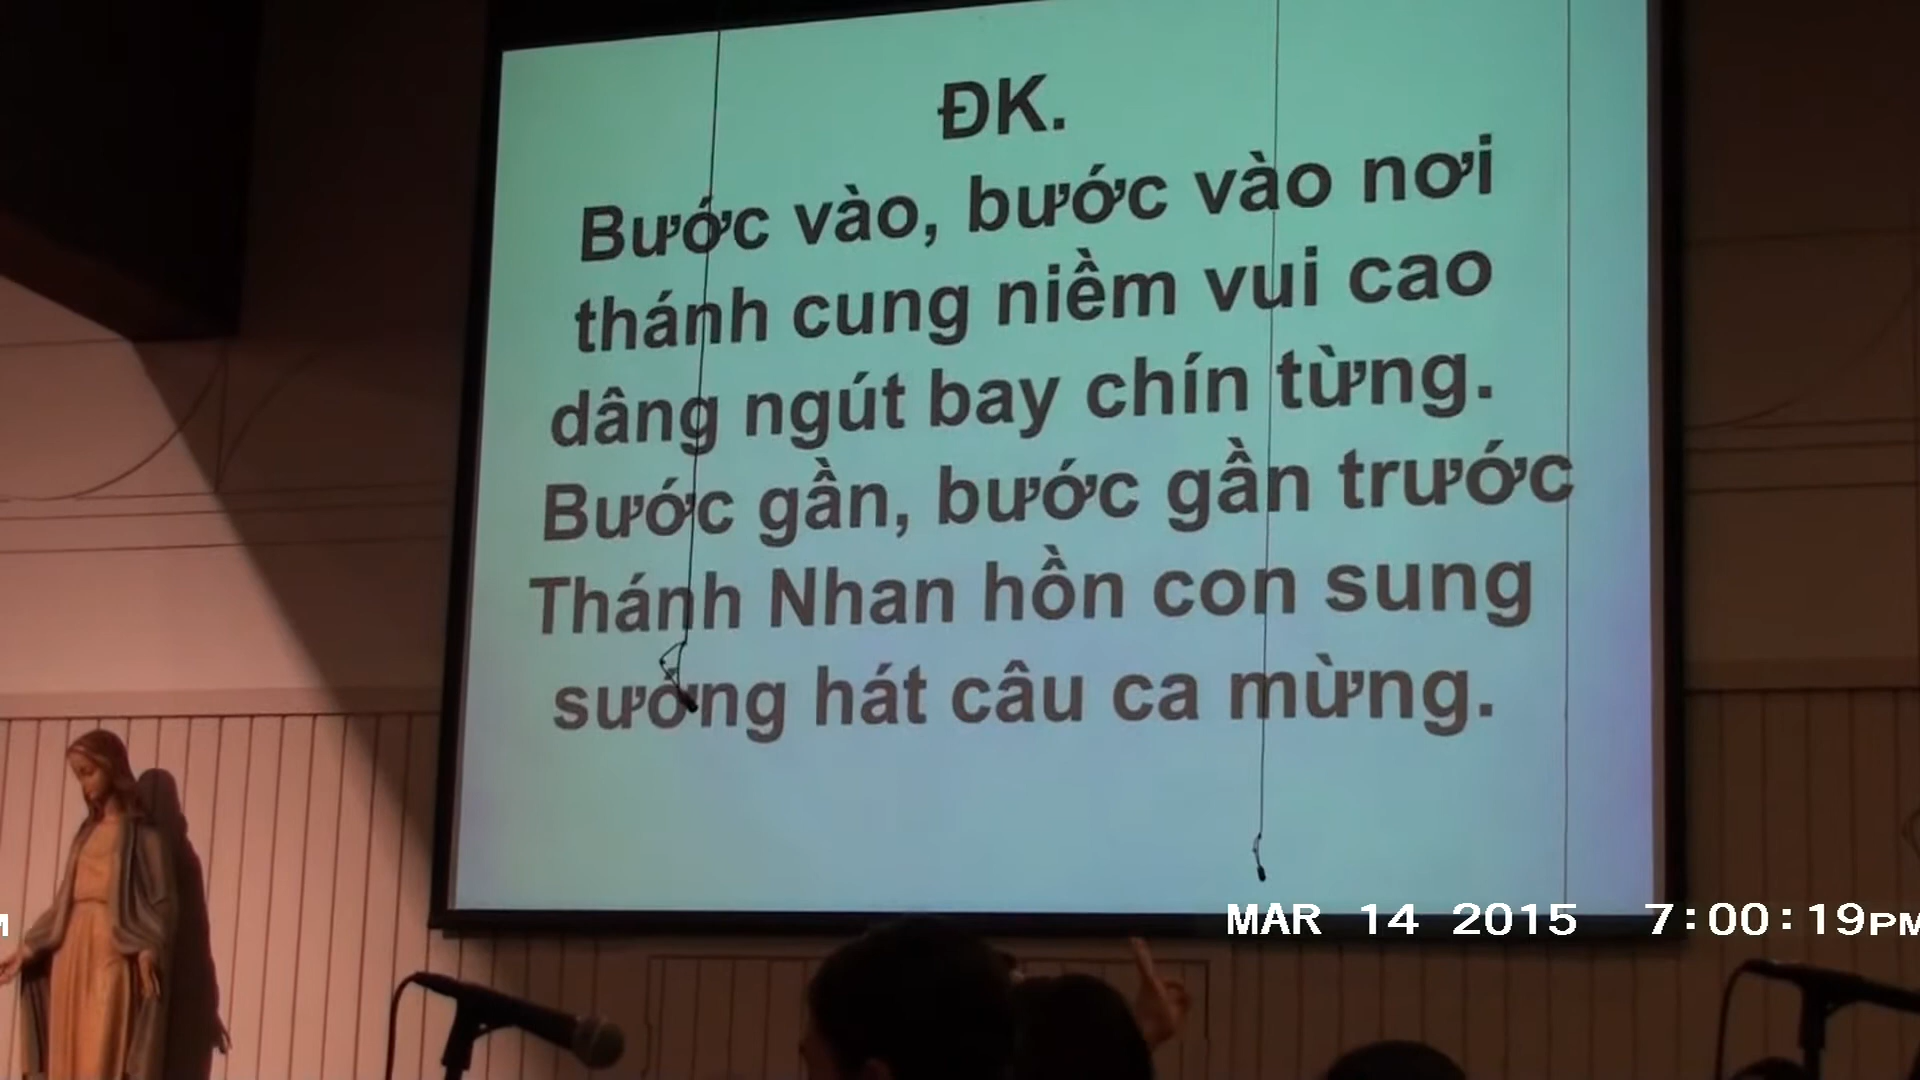 ĐK.
Bước vào, bước vào nơi
thánh cung niềm vui cao
dâng ngút bay chín từng.
Bước gần, bước gần trước
Thánh Nhan hồn con sung
sướng hát câu ca mừng.
MAR 14 2015 7:00:19PM